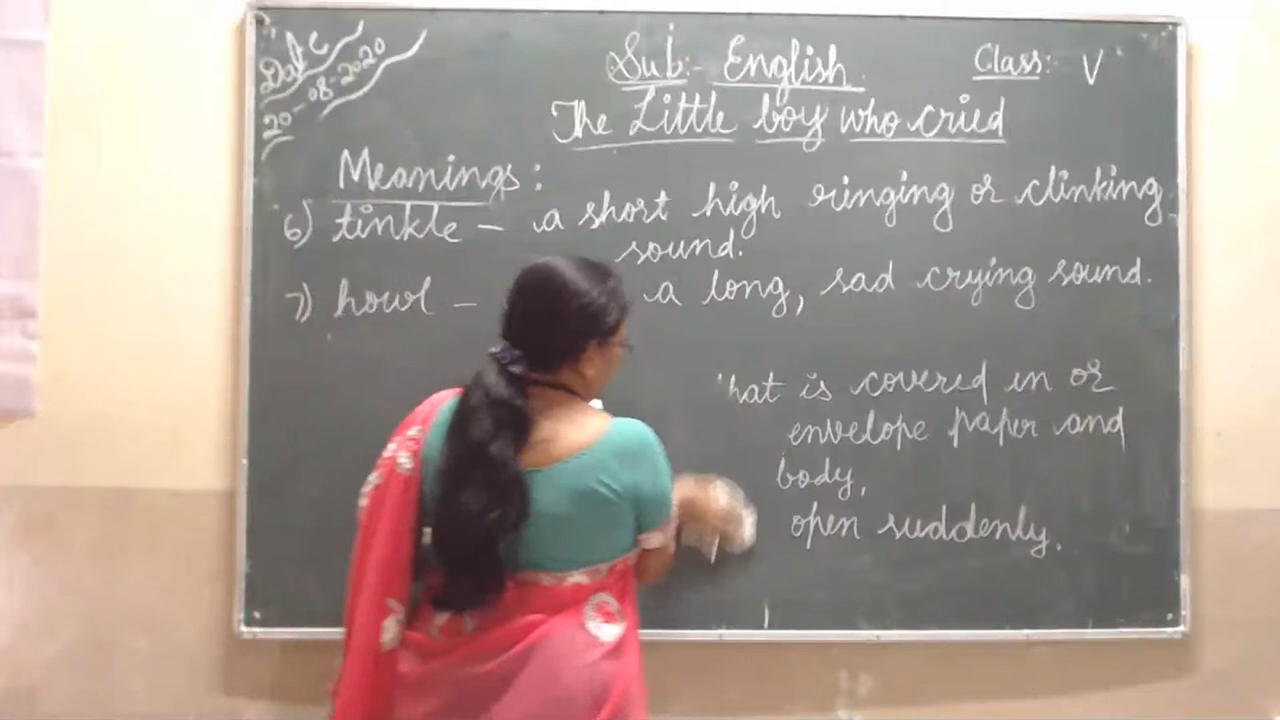 Date
20-08-2020
Sub:- English
Class:- V
The Little boy who cried
Meanings:
6) tinkle - a short high ringing or clinking
sound.
7) howl - a long, sad crying sound.
hat is covered in or
envelope paper and
body,
open suddenly.